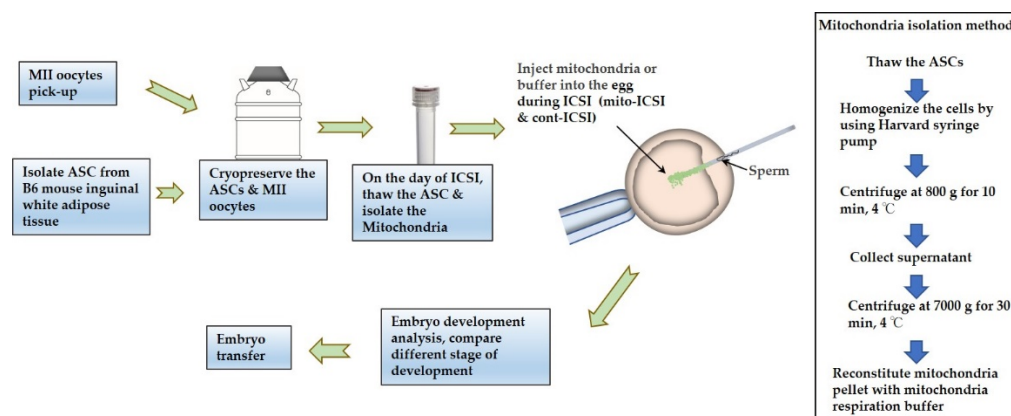 MII oocytes
pick-up
Isolate ASC from
B6 mouse inguinal
white adipose
tissue
Cryopreserve the
ASCs & MII
oocytes
On the day of ICSI,
thaw the ASC &
isolate the
Mitochondria
Inject mitochondria or
buffer into the egg
during ICSI (mito-ICSI
& cont-ICSI)
Sperm
Embryo development
analysis, compare
different stage of
development
Embryo
transfer
Mitochondria isolation method
Thaw the ASCs
Homogenize the cells by
using Harvard syringe
pump
Centrifuge at 800 g for 10
min, 4 ℃
Collect supernatant
Centrifuge at 7000 g for 30
min, 4 ℃
Reconstitute mitochondria
pellet with mitochondria
respiration buffer